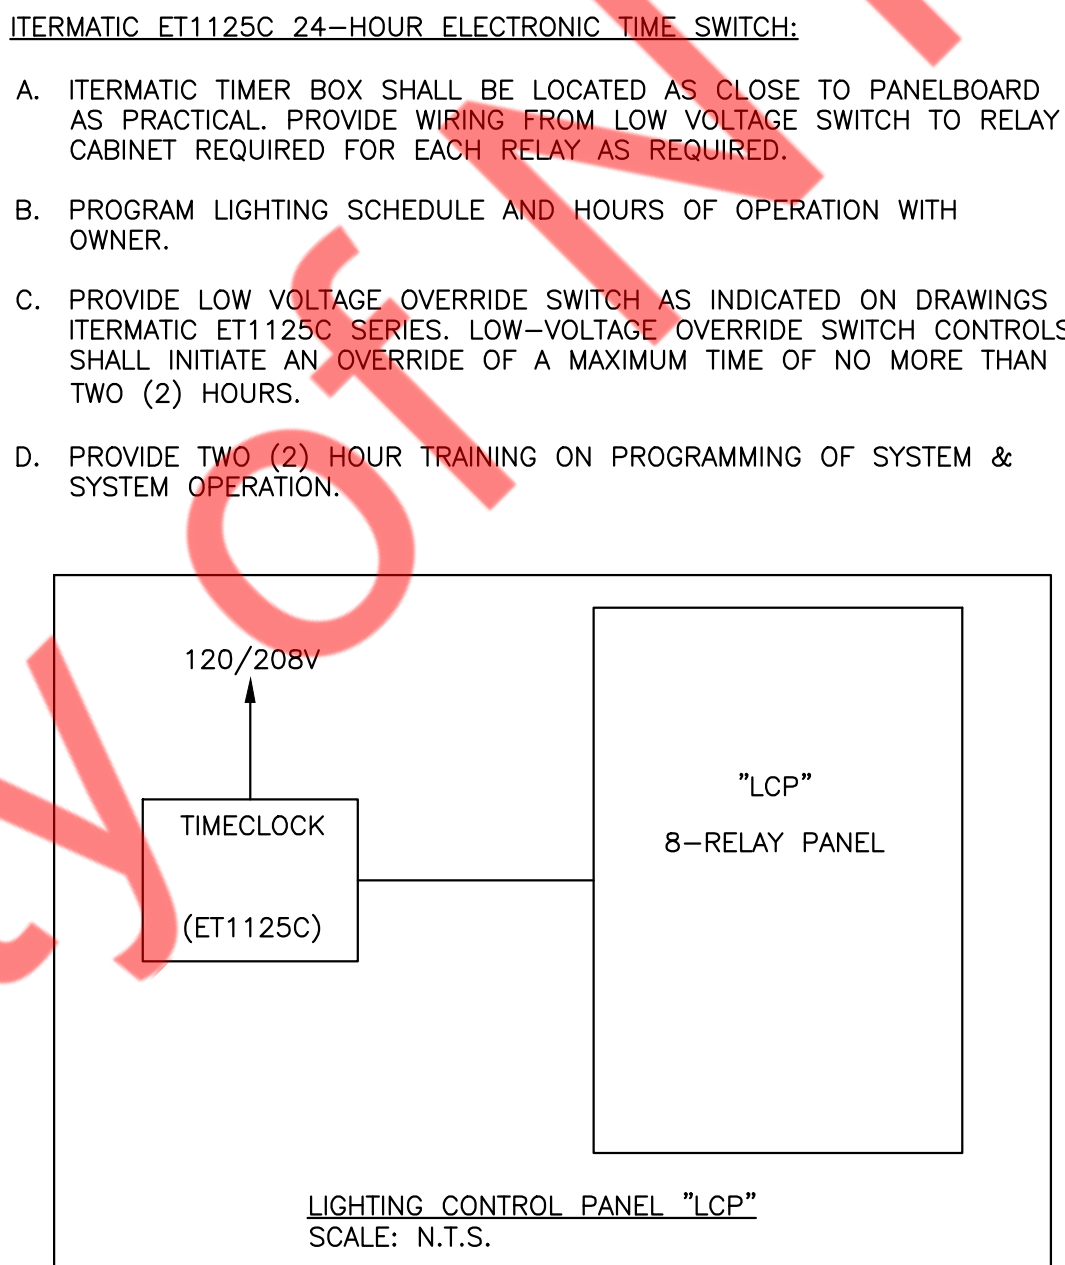 ITERMATIC ET1125C 24-HOUR ELECTRONIC TIME SWITCH:
A. ITERMATIC TIMER BOX SHALL BE LOCATED AS CLOSE TO PANELBOARD
AS PRACTICAL. PROVIDE WIRING FROM LOW VOLTAGE SWITCH TO RELAY
CABINET REQUIRED FOR EACH RELAY AS REQUIRED.
B. PROGRAM LIGHTING SCHEDULE AND HOURS OF OPERATION WITH
OWNER.
C. PROVIDE LOW VOLTAGE OVERRIDE SWITCH AS INDICATED ON DRAWINGS
ITERMATIC ET1125C SERIES. LOW-VOLTAGE OVERRIDE SWITCH CONTROLS
SHALL INITIATE AN OVERRIDE OF A MAXIMUM TIME OF NO MORE THAN
TWO (2) HOURS.
D. PROVIDE TWO (2) HOUR TRAINING ON PROGRAMMING OF SYSTEM &
SYSTEM OPERATION.
120/208V
TIMECLOCK
(ET1125C)
"LCP"
8-RELAY PANEL
LIGHTING CONTROL PANEL "LCP"
SCALE: N.T.S.
of